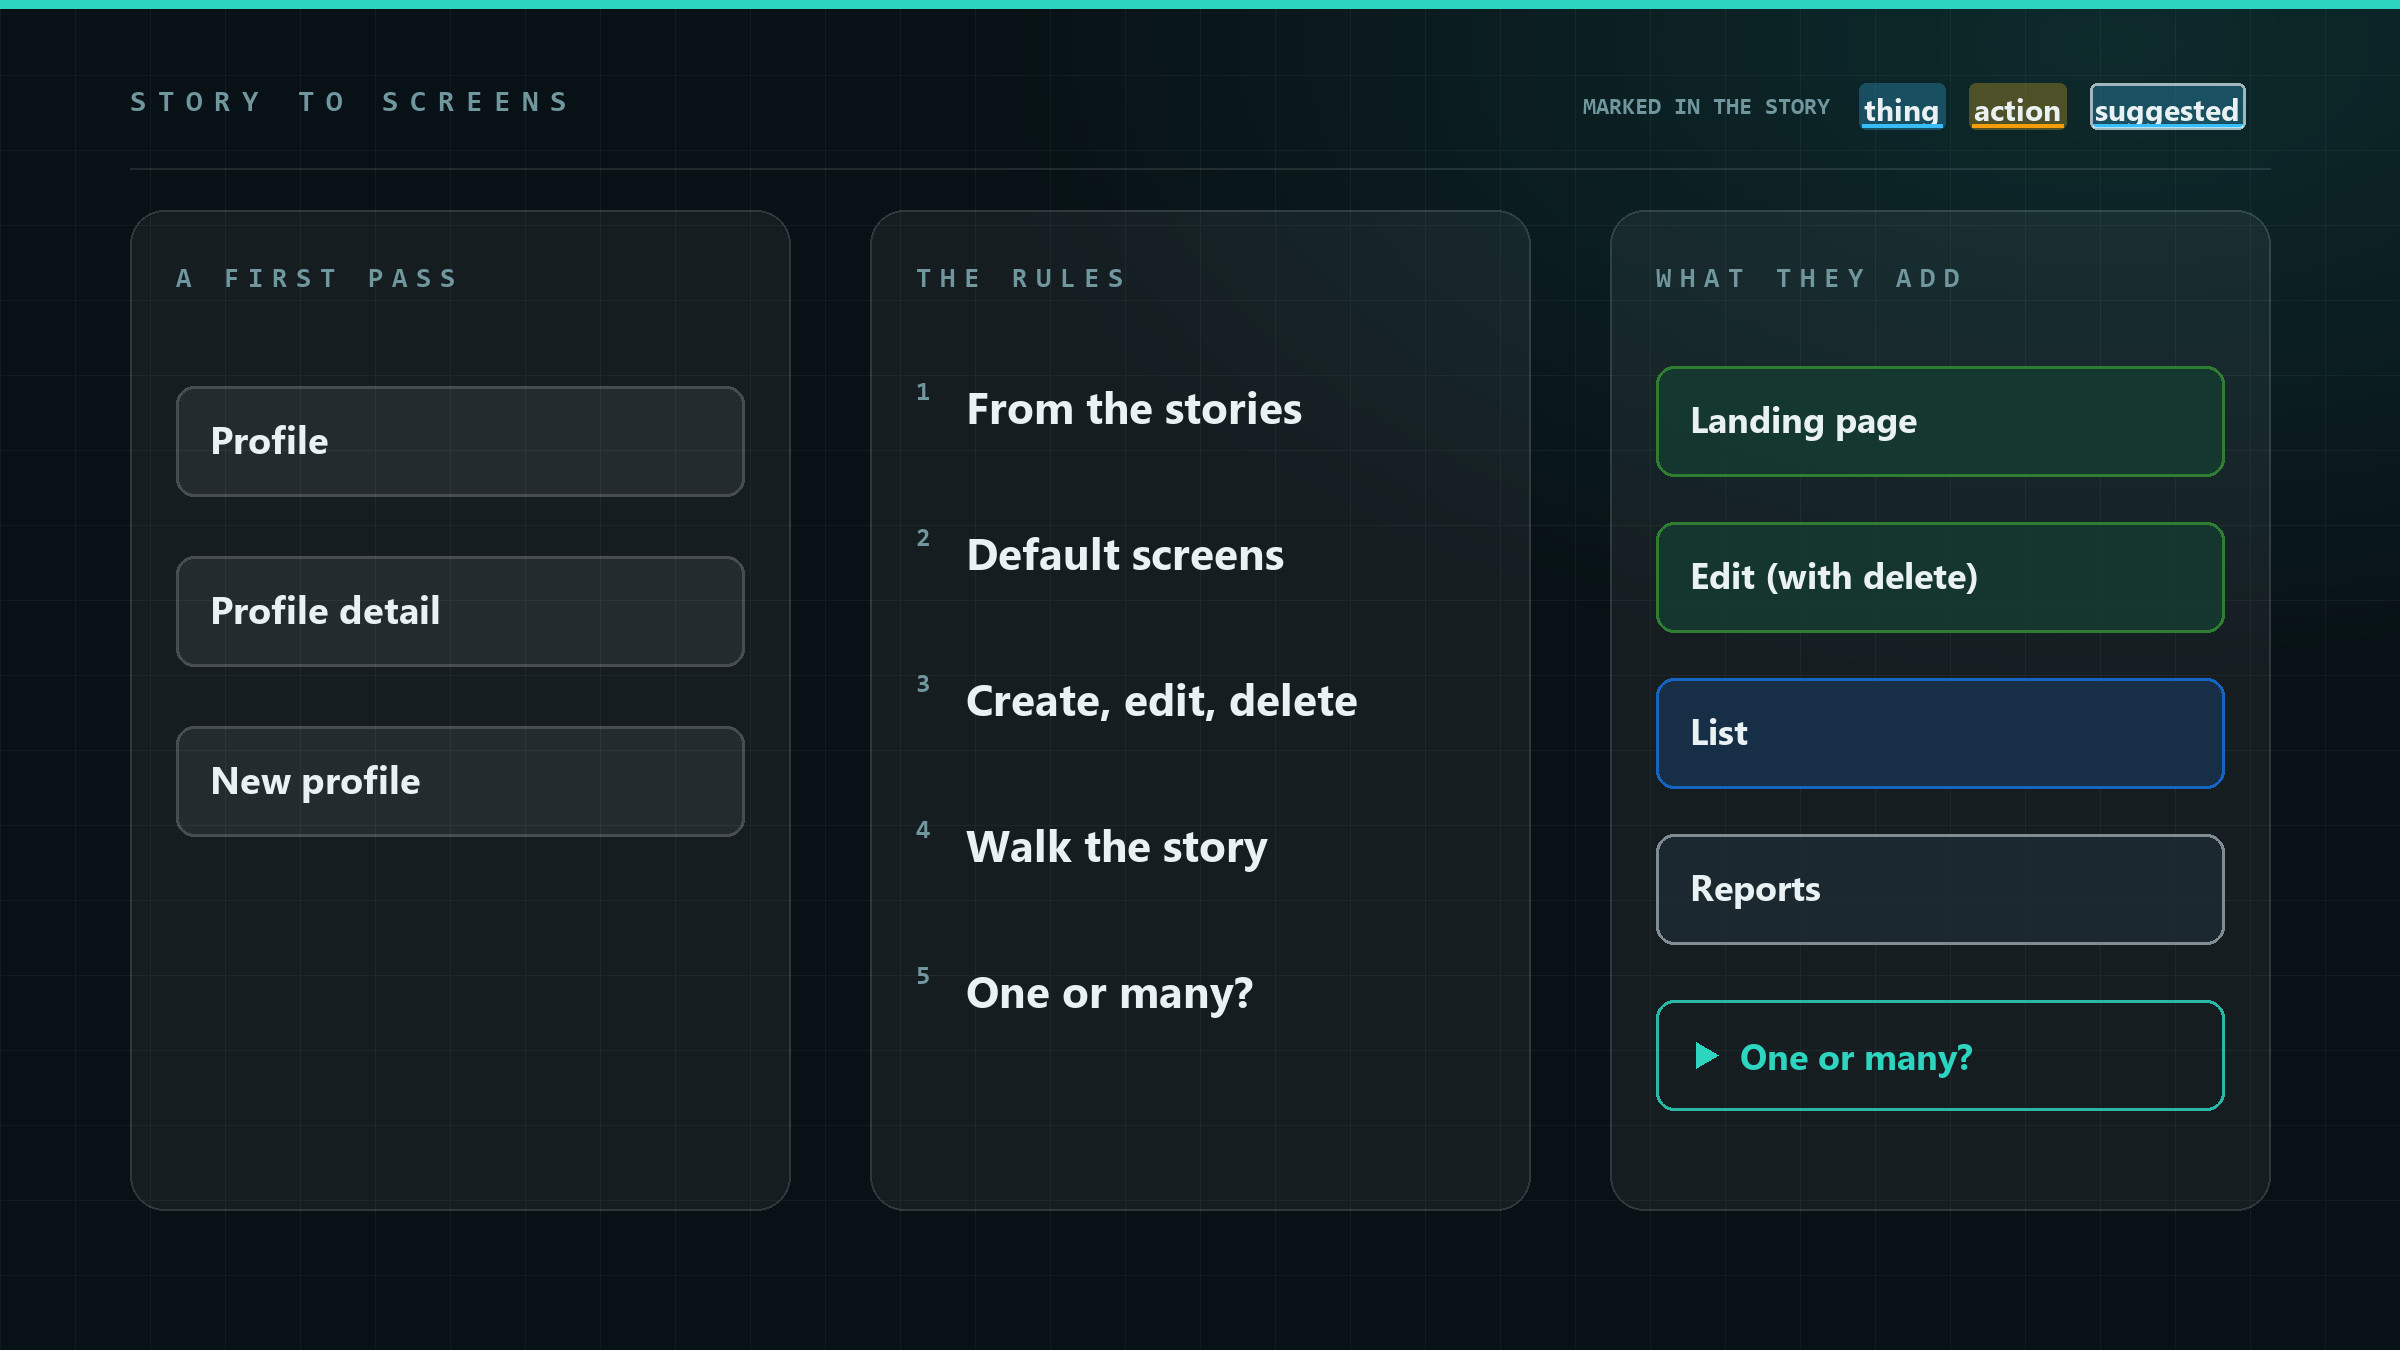 STORY TO SCREENS
MARKED IN THE STORY thing action suggested
A FIRST PASS
Profile
Profile detail
New profile
THE RULES
1 From the stories
2 Default screens
3 Create, edit, delete
4 Walk the story
5 One or many?
WHAT THEY ADD
Landing page
Edit (with delete)
List
Reports
One or many?